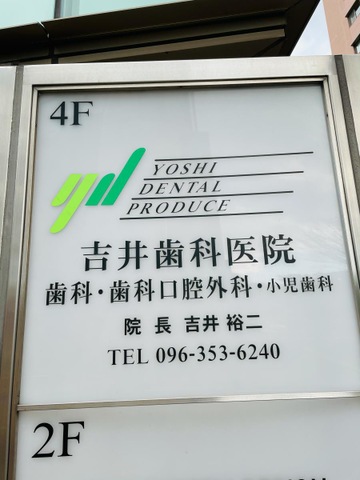 4F
yd
YOSHI
DENTAL
PRODUCE
吉井歯科医院
歯科・歯科口腔外科・小児歯科
院長 吉井 裕二
TEL 096-353-6240
2F